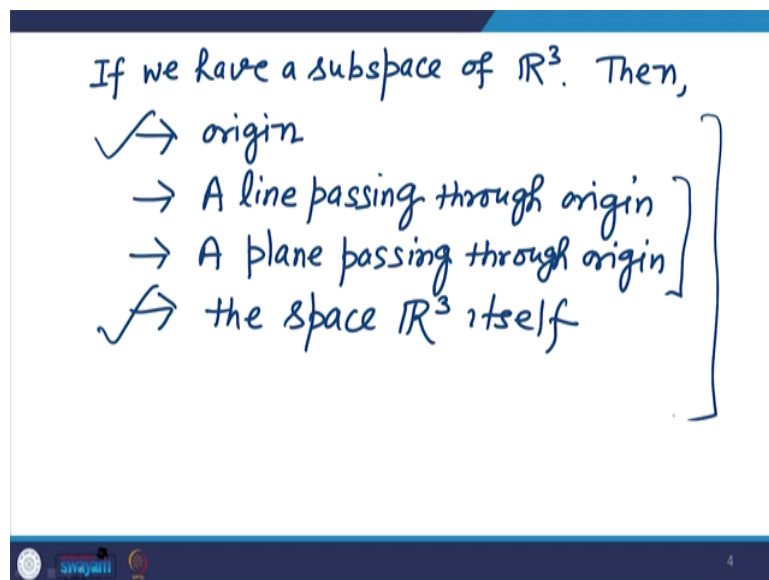 If we have a subspace of ℝ³. Then,
→ origin
→ A line passing through origin
→ A plane passing through origin
→ the space ℝ³ itself
swayam
4